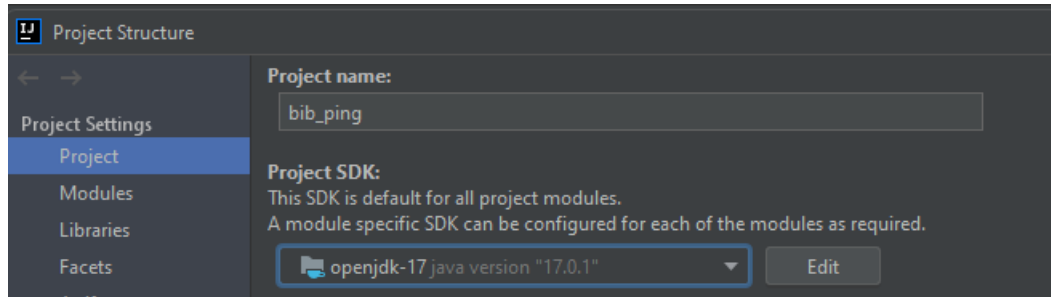 IJ Project Structure
Project name:
bib_ping
Project Settings
Project
Modules
Libraries
Facets
Project SDK:
This SDK is default for all project modules.
A module specific SDK can be configured for each of the modules as required.
openjdk-17 java version "17.0.1"
Edit